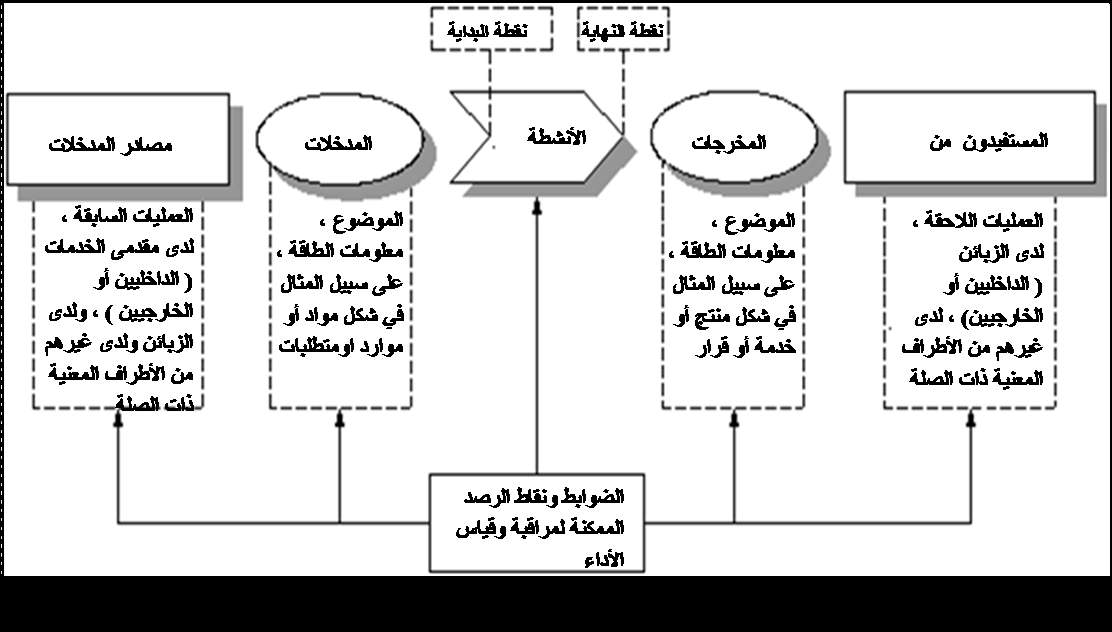 نقطة البداية
نقطة النهاية
مصادر المدخلات
المدخلات
الأنشطة
المخرجات
المستفيدون من
العمليات السابقة ،
لدى مقدمى الخدمات
( الداخليين أو
الخارجيين ) ، ولدى
الزبائن ولدى غيرهم
من الأطراف المعنية
ذات الصلة
الموضوع ،
معلومات الطاقة ،
على سبيل المثال
في شكل مواد أو
موارد اومتطلبات
الموضوع ،
معلومات الطاقة ،
على سبيل المثال
في شكل منتج أو
خدمة أو قرار
العمليات اللاحقة ،
لدى الزبائن
( الداخليين أو
الخارجيين) ، لدى
غيرهم من الأطراف
المعنية ذات الصلة
الضوابط ونقاط الرصد
الممكنة لمراقبة وقياس
الأداء